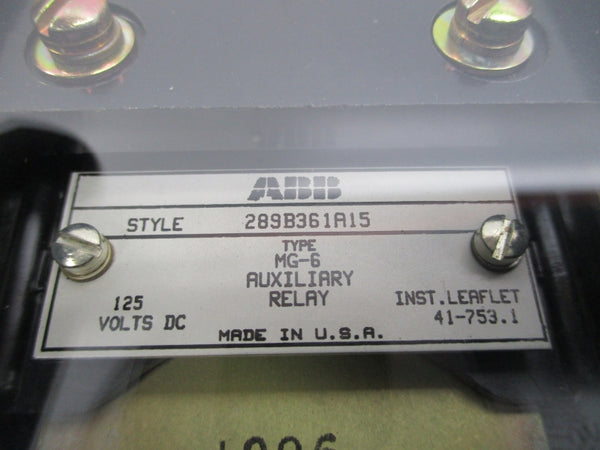 ABB
STYLE 289B361A15
TYPE
MG-6
AUXILIARY
RELAY
125
VOLTS DC
INST. LEAFLET
41-753.1
MADE IN U.S.A.